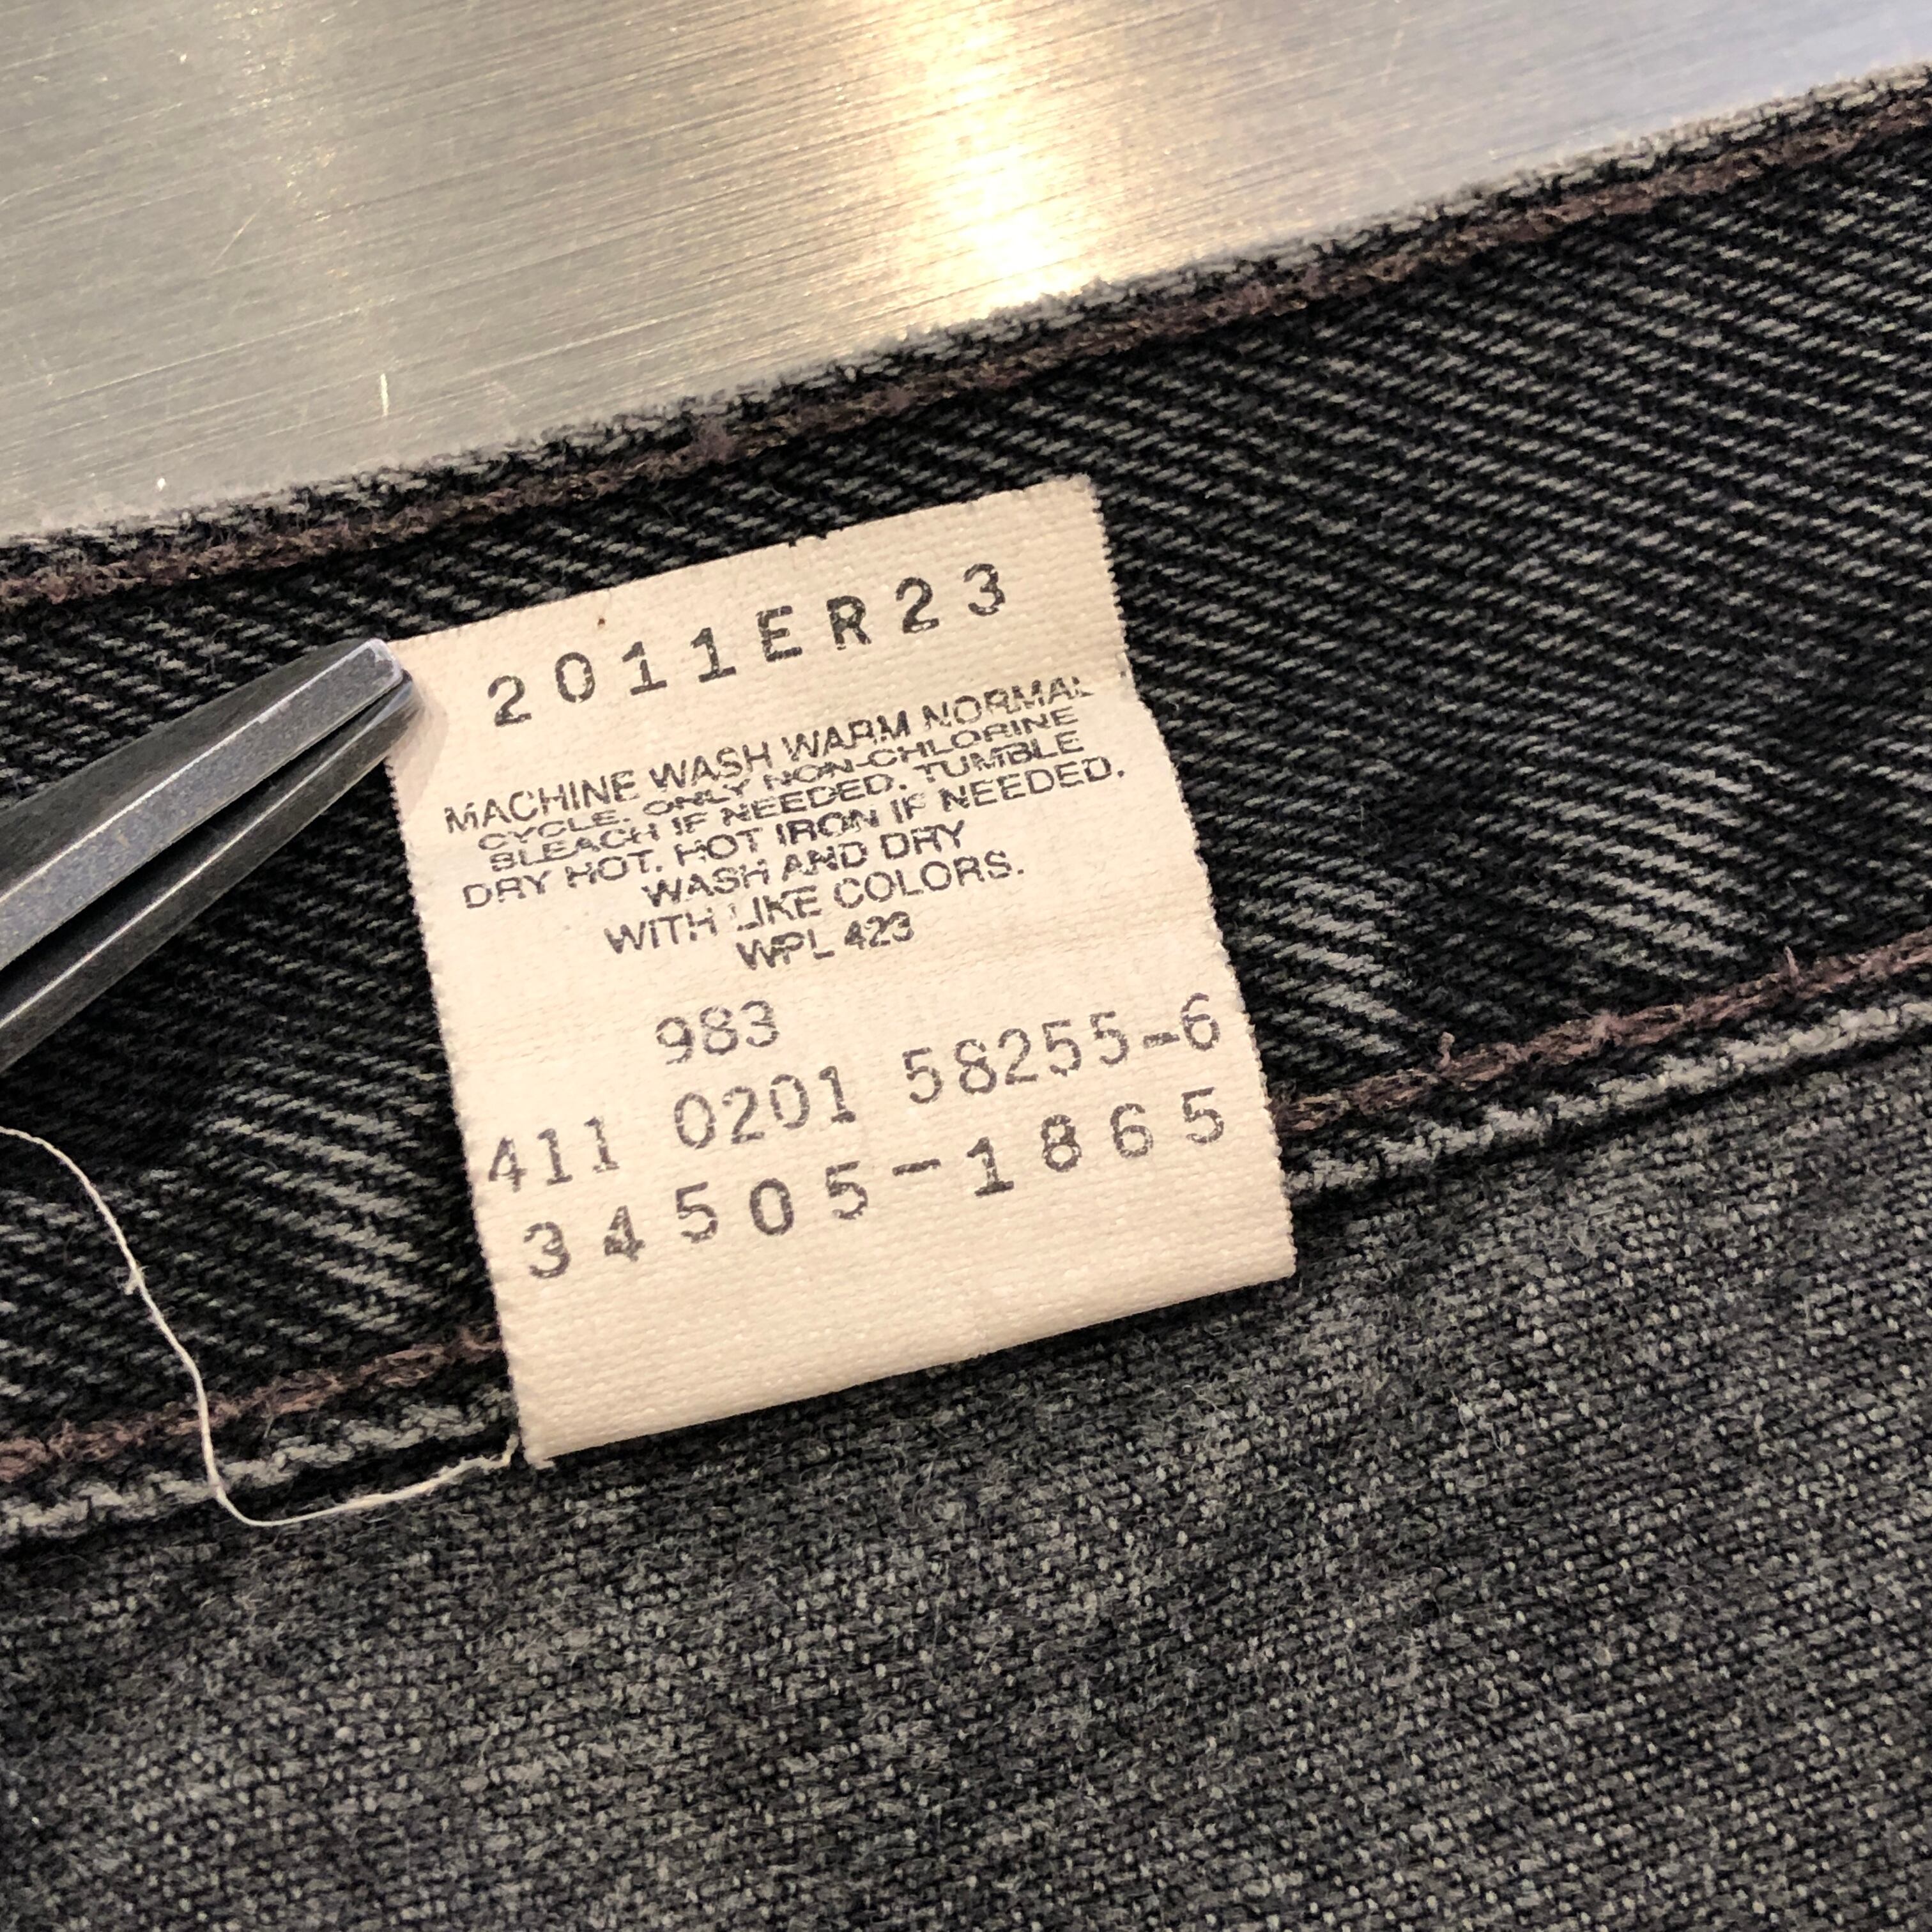 2011ER23
MACHINE WASH WARM NORMAL
CYCLE. ONLY NON-CHLORINE
BLEACH IF NEEDED. TUMBLE
DRY HOT. HOT IRON IF NEEDED.
WASH AND DRY
WITH LIKE COLORS.
WPL 423
983
411 0201 58255-6
34505-1865